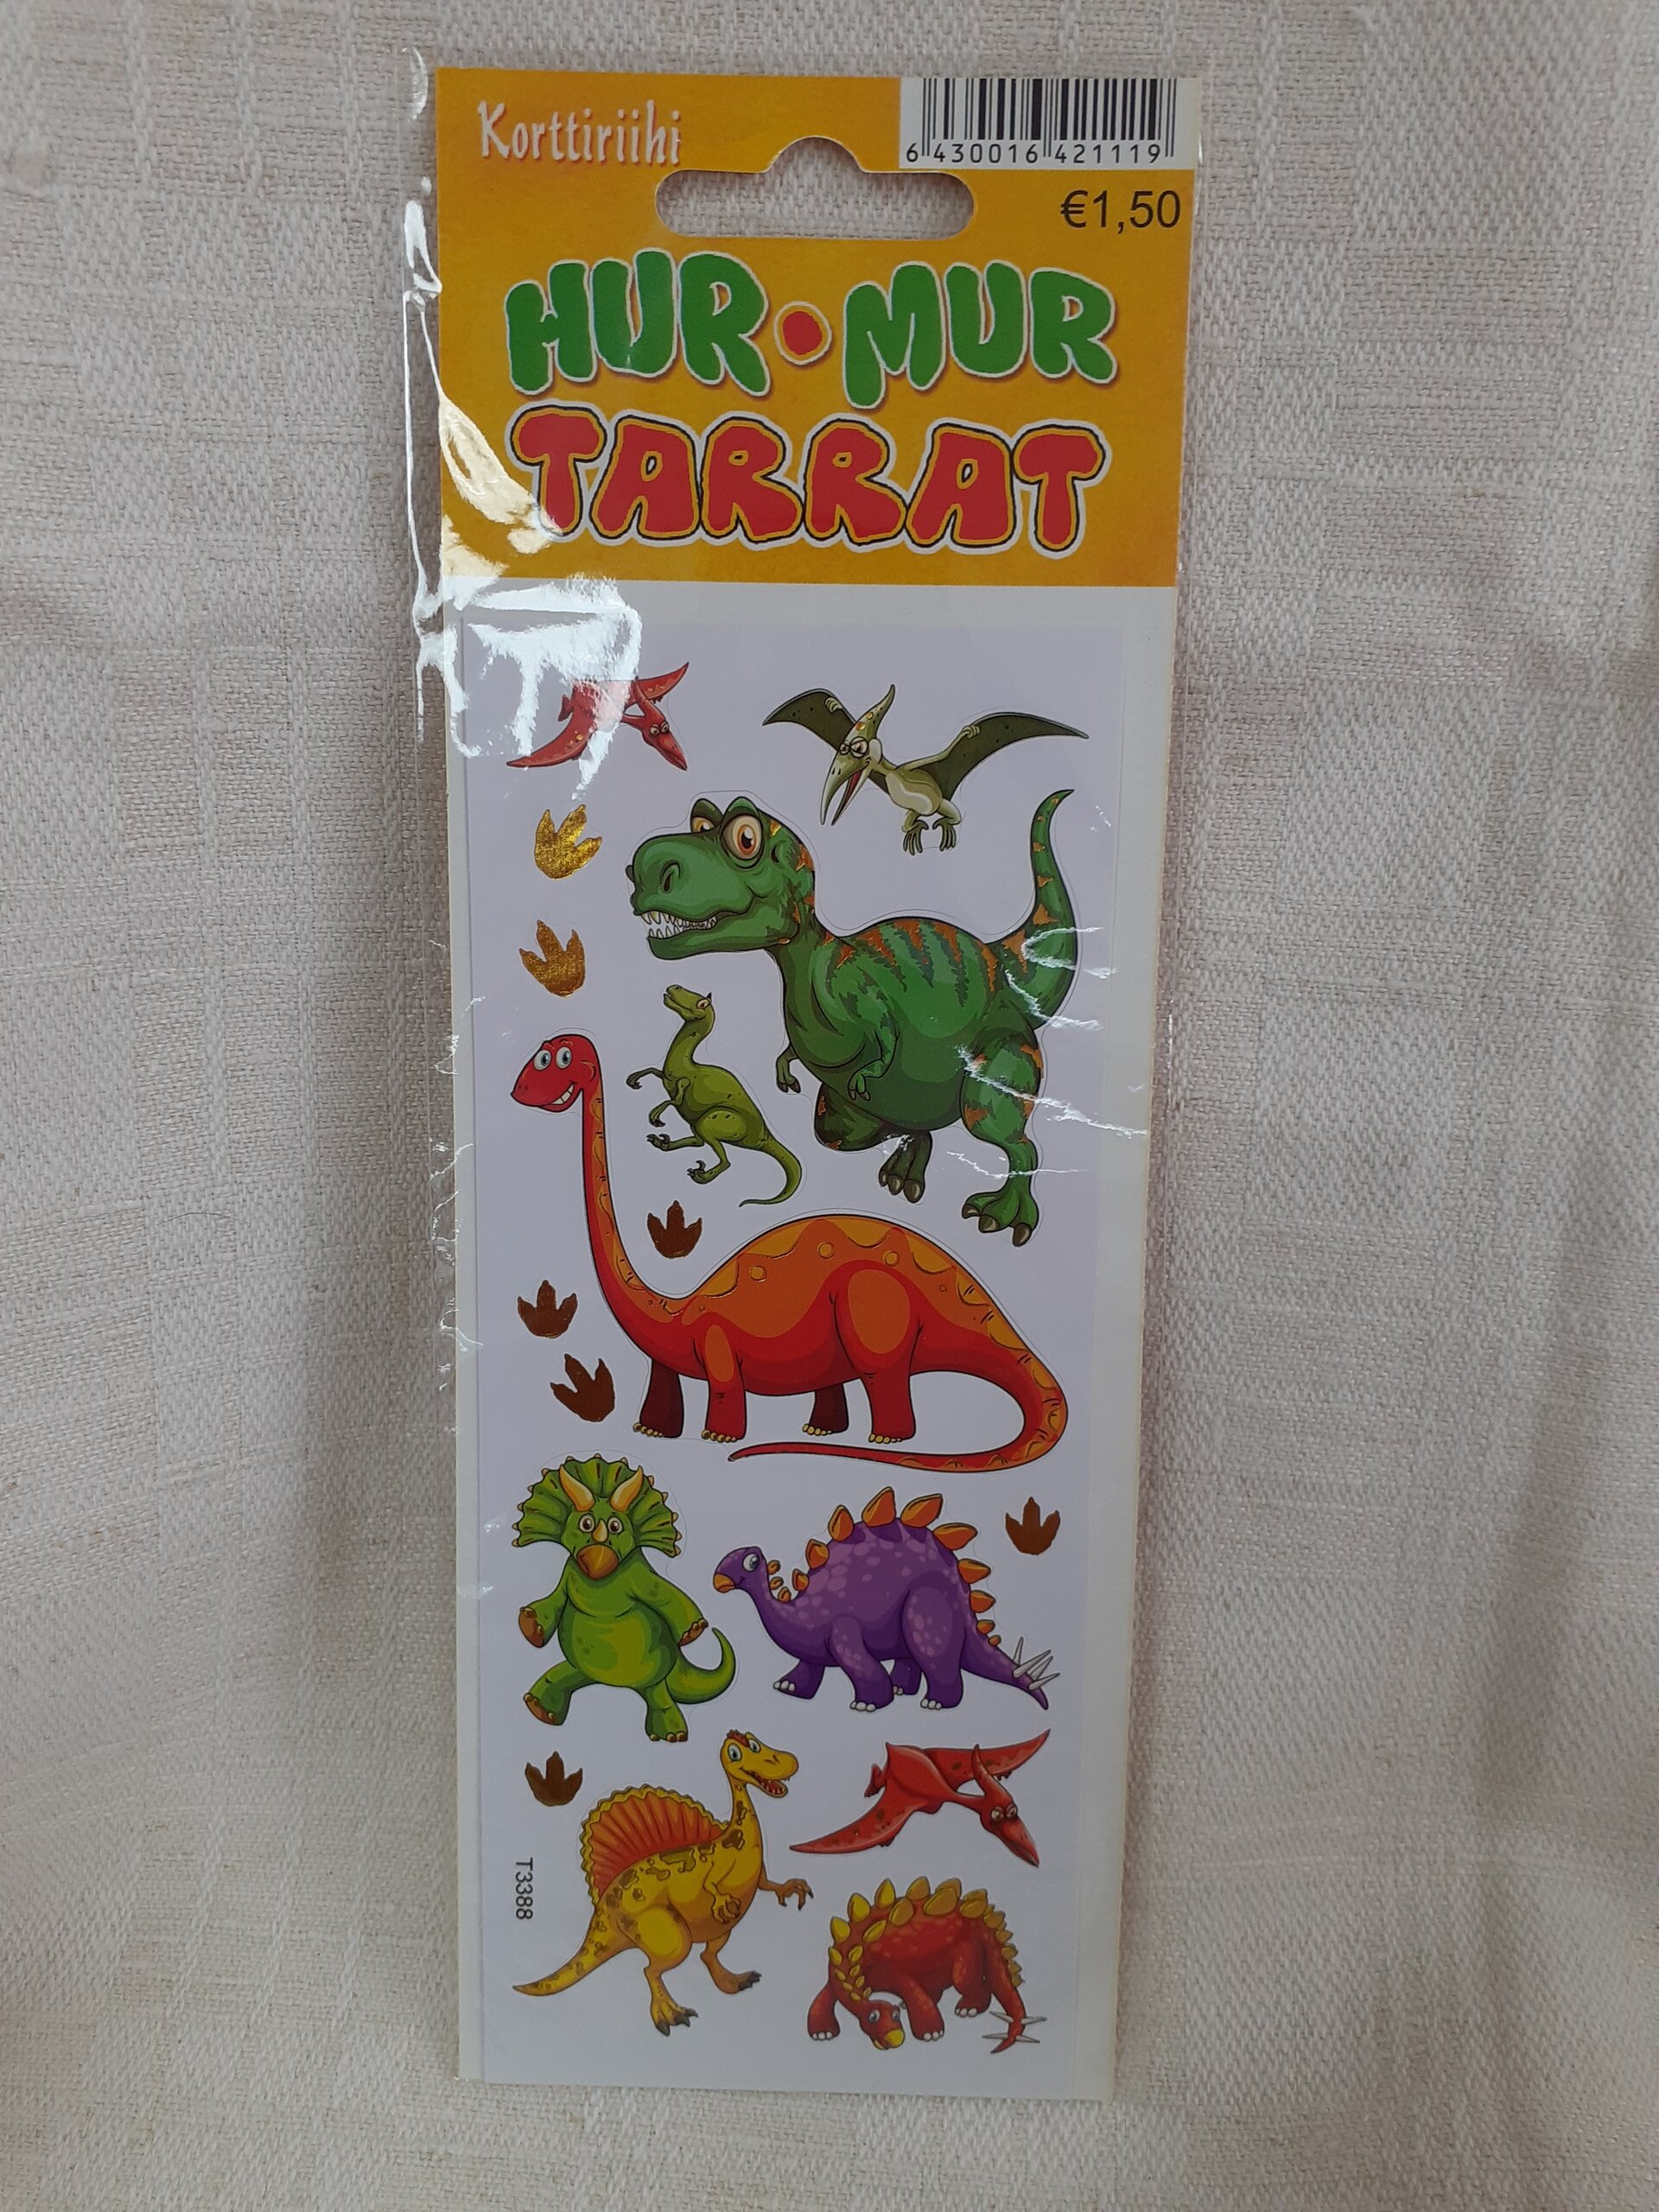 Korttiriihi
6 430016 421119
€1,50
HUR•MUR
TARRAT
T3388